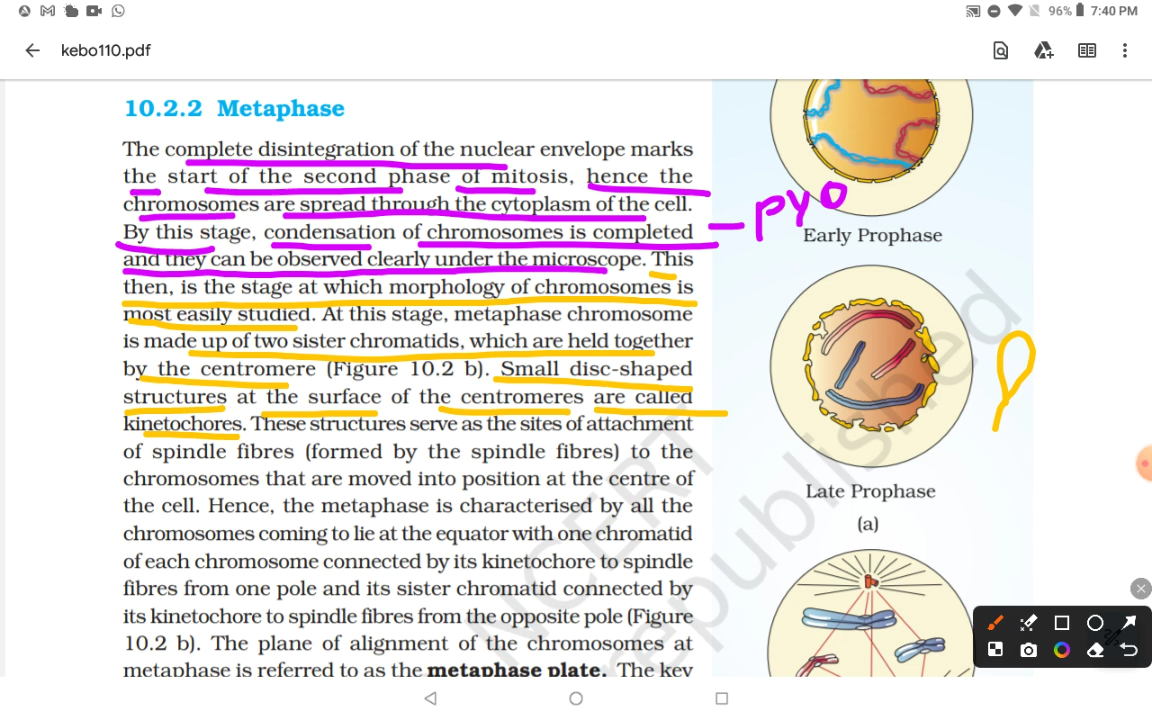 96% 7:40 PM
kebo110.pdf
10.2.2 Metaphase
The complete disintegration of the nuclear envelope marks
the start of the second phase of mitosis, hence the
chromosomes are spread through the cytoplasm of the cell.
By this stage, condensation of chromosomes is completed
and they can be observed clearly under the microscope. This
then, is the stage at which morphology of chromosomes is
most easily studied. At this stage, metaphase chromosome
is made up of two sister chromatids, which are held together
by the centromere (Figure 10.2 b). Small disc-shaped
structures at the surface of the centromeres are called
kinetochores. These structures serve as the sites of attachment
of spindle fibres (formed by the spindle fibres) to the
chromosomes that are moved into position at the centre of
the cell. Hence, the metaphase is characterised by all the
chromosomes coming to lie at the equator with one chromatid
of each chromosome connected by its kinetochore to spindle
fibres from one pole and its sister chromatid connected by
its kinetochore to spindle fibres from the opposite pole (Figure
10.2 b). The plane of alignment of the chromosomes at
metaphase is referred to as the metaphase plate. The key
PYQ
Early Prophase
Late Prophase
(a)
NCERT
republished